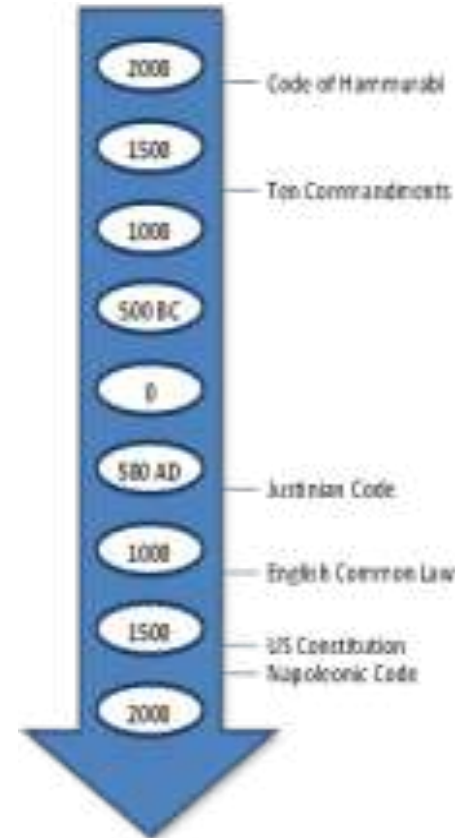 2000
Code of Hammurabi
1500
Ten Commandments
1000
500 BC
0
500 AD
Justinian Code
1000
English Common Law
1500
US Constitution
Napoleonic Code
2000